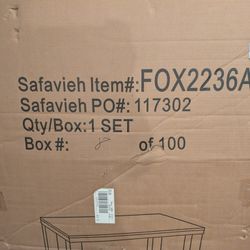 Safavieh Item#:FOX2236A
Safavieh PO#: 117302
Qty/Box:1 SET
Box #: 8 of 100